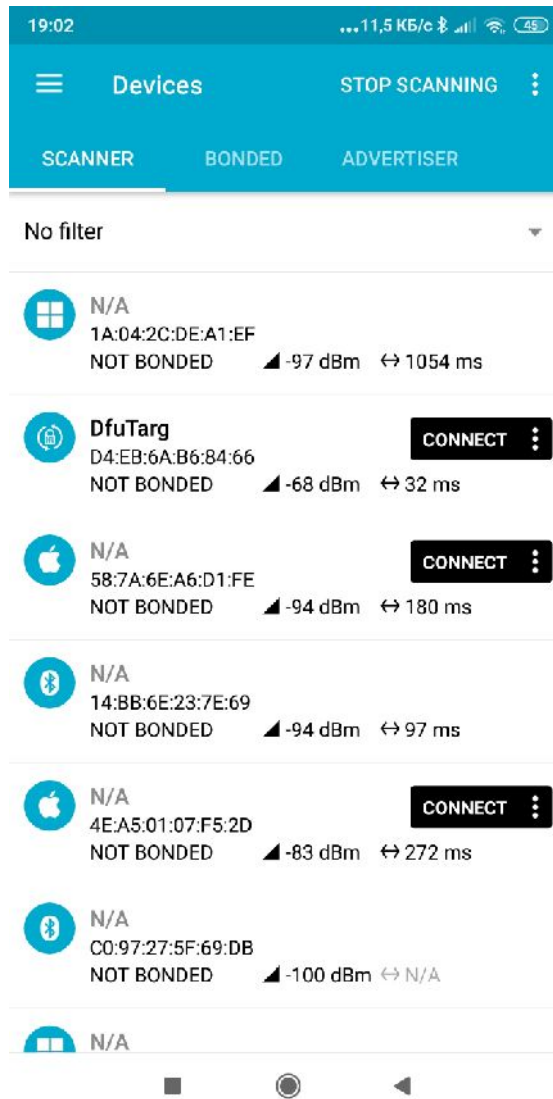 19:02 ...11,5 КБ/с 45
Devices STOP SCANNING
SCANNER BONDED ADVERTISER
No filter
N/A
1A:04:2C:DE:A1:EF
NOT BONDED -97 dBm ↔ 1054 ms
DfuTarg CONNECT
D4:EB:6A:B6:84:66
NOT BONDED -68 dBm ↔ 32 ms
N/A CONNECT
58:7A:6E:A6:D1:FE
NOT BONDED -94 dBm ↔ 180 ms
N/A
14:BB:6E:23:7E:69
NOT BONDED -94 dBm ↔ 97 ms
N/A CONNECT
4E:A5:01:07:F5:2D
NOT BONDED -83 dBm ↔ 272 ms
N/A
C0:97:27:5F:69:DB
NOT BONDED -100 dBm ↔ N/A
N/A